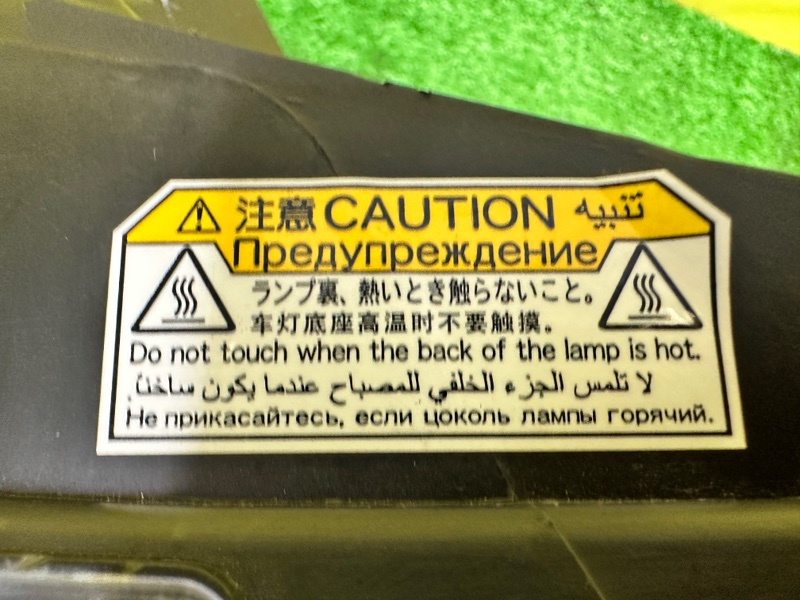 注意 CAUTION تنبيه
Предупреждение
ランプ裏、熱いとき触らないこと。
车灯底座高温时不要触摸。
Do not touch when the back of the lamp is hot.
لا تلمس الجزء الخلفي للمصباح عندما يكون ساخناً.
Не прикасайтесь, если цоколь лампы горячий.